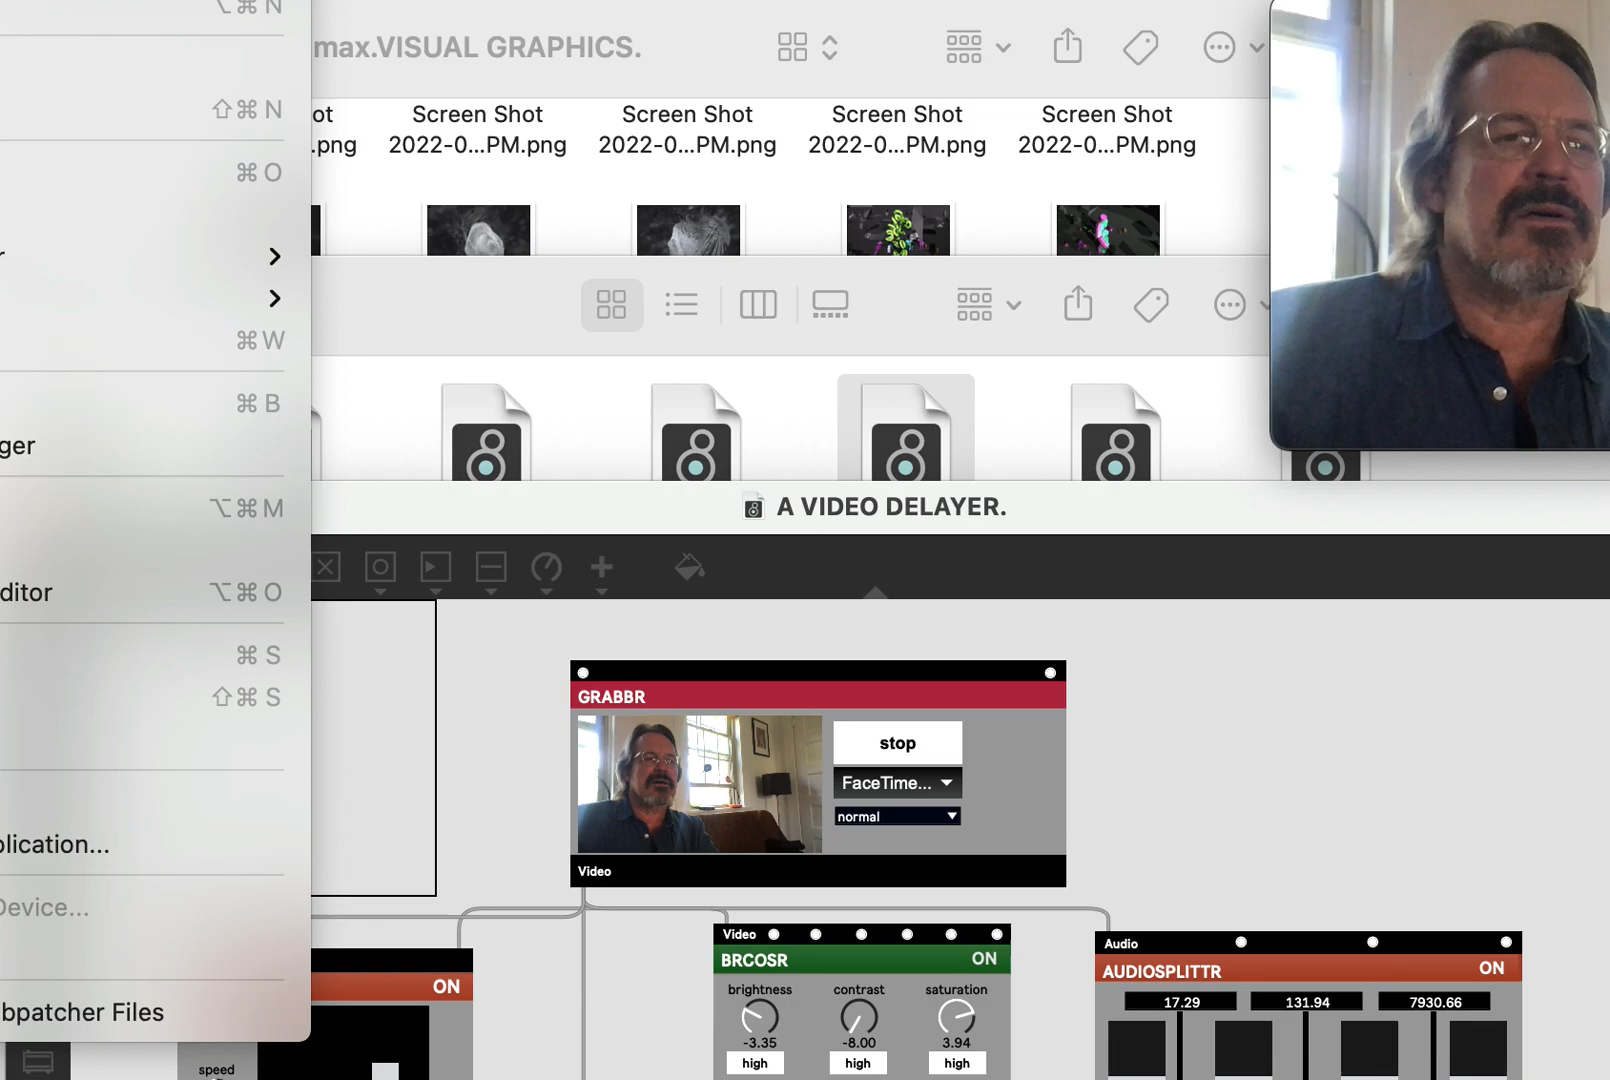 ⌥⌘N
max.VISUAL GRAPHICS.
⇧⌘N
ot
.png
Screen Shot
2022-0...PM.png
Screen Shot
2022-0...PM.png
Screen Shot
2022-0...PM.png
Screen Shot
2022-0...PM.png
⌘O
⌘W
⌘B
ger
⌥⌘M
ditor ⌥⌘O
⌘S
⇧⌘S
plication...
Device...
bpatcher Files
A VIDEO DELAYER.
GRABBR
stop
FaceTime...
normal
Video
ON
speed
Video
BRCOSR ON
brightness contrast saturation
-3.35 -8.00 3.94
high high high
Audio
AUDIOSPLITTR ON
17.29 131.94 7930.66